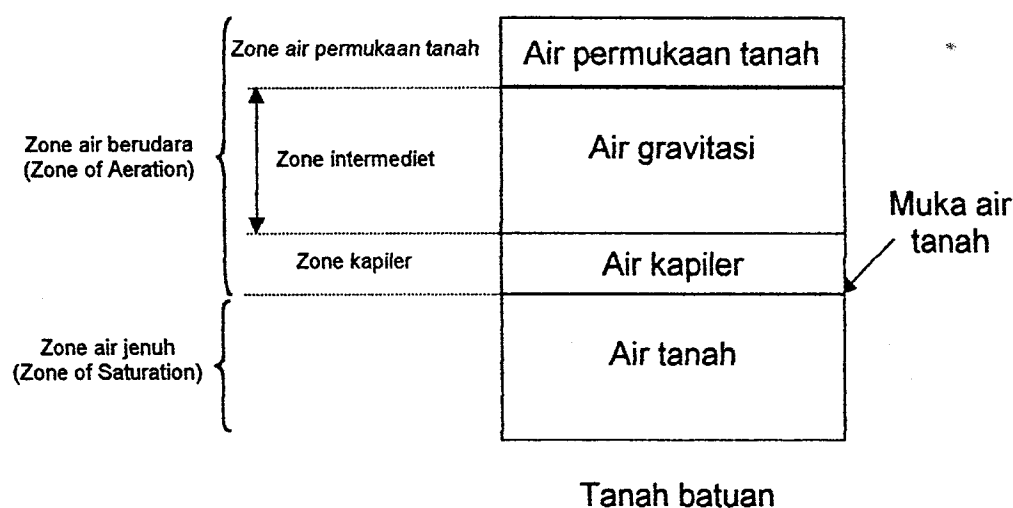 Zone air permukaan tanah
Air permukaan tanah
Zone air berudara
(Zone of Aeration)
Zone intermediet
Air gravitasi
Muka air
tanah
Zone kapiler
Air kapiler
Zone air jenuh
(Zone of Saturation)
Air tanah
Tanah batuan